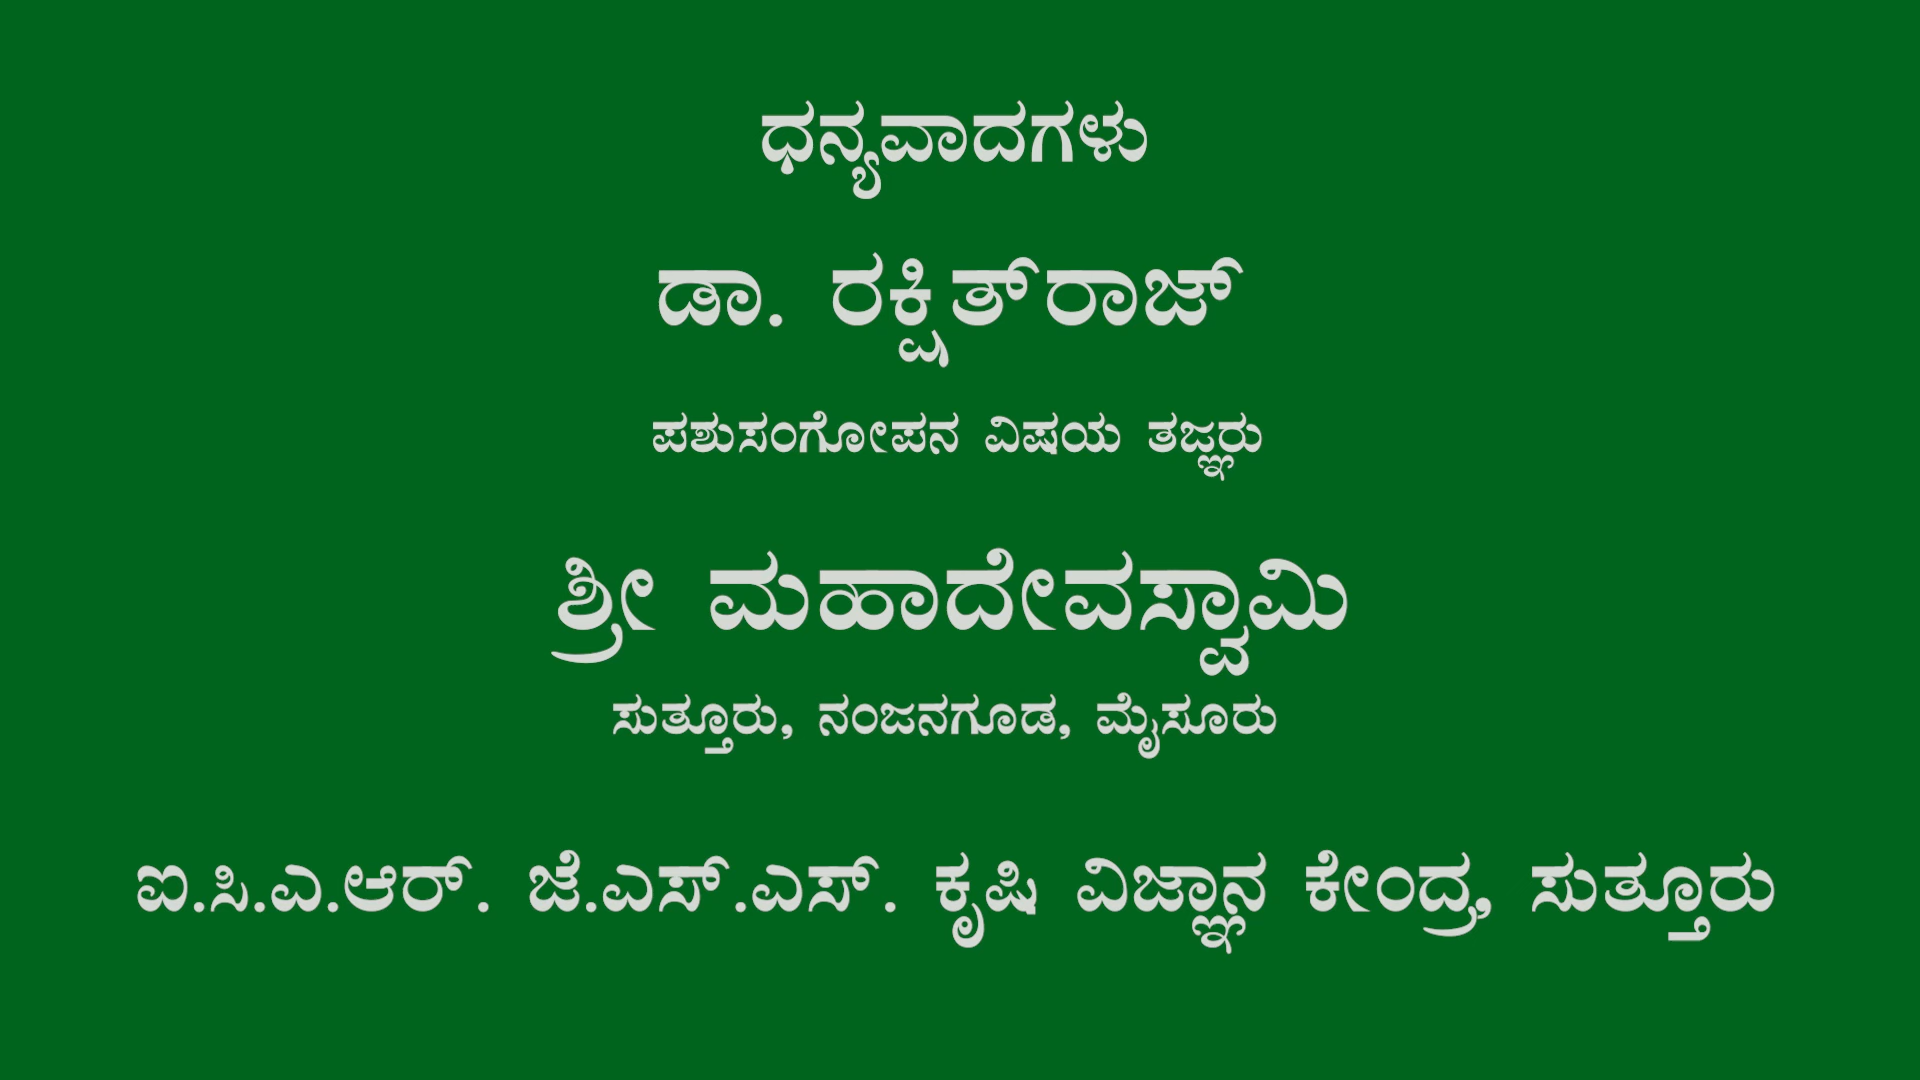 ಧನ್ಯವಾದಗಳು
ಡಾ. ರಕ್ಷಿತ್‌ರಾಜ್
ಪಶುಸಂಗೋಪನ ವಿಷಯ ತಜ್ಞರು
ಶ್ರೀ ಮಹಾದೇವಸ್ವಾಮಿ
ಸುತ್ತೂರು, ನಂಜನಗೂಡ, ಮೈಸೂರು
ಐ.ಸಿ.ಎ.ಆರ್. ಜೆ.ಎಸ್.ಎಸ್. ಕೃಷಿ ವಿಜ್ಞಾನ ಕೇಂದ್ರ, ಸುತ್ತೂರು